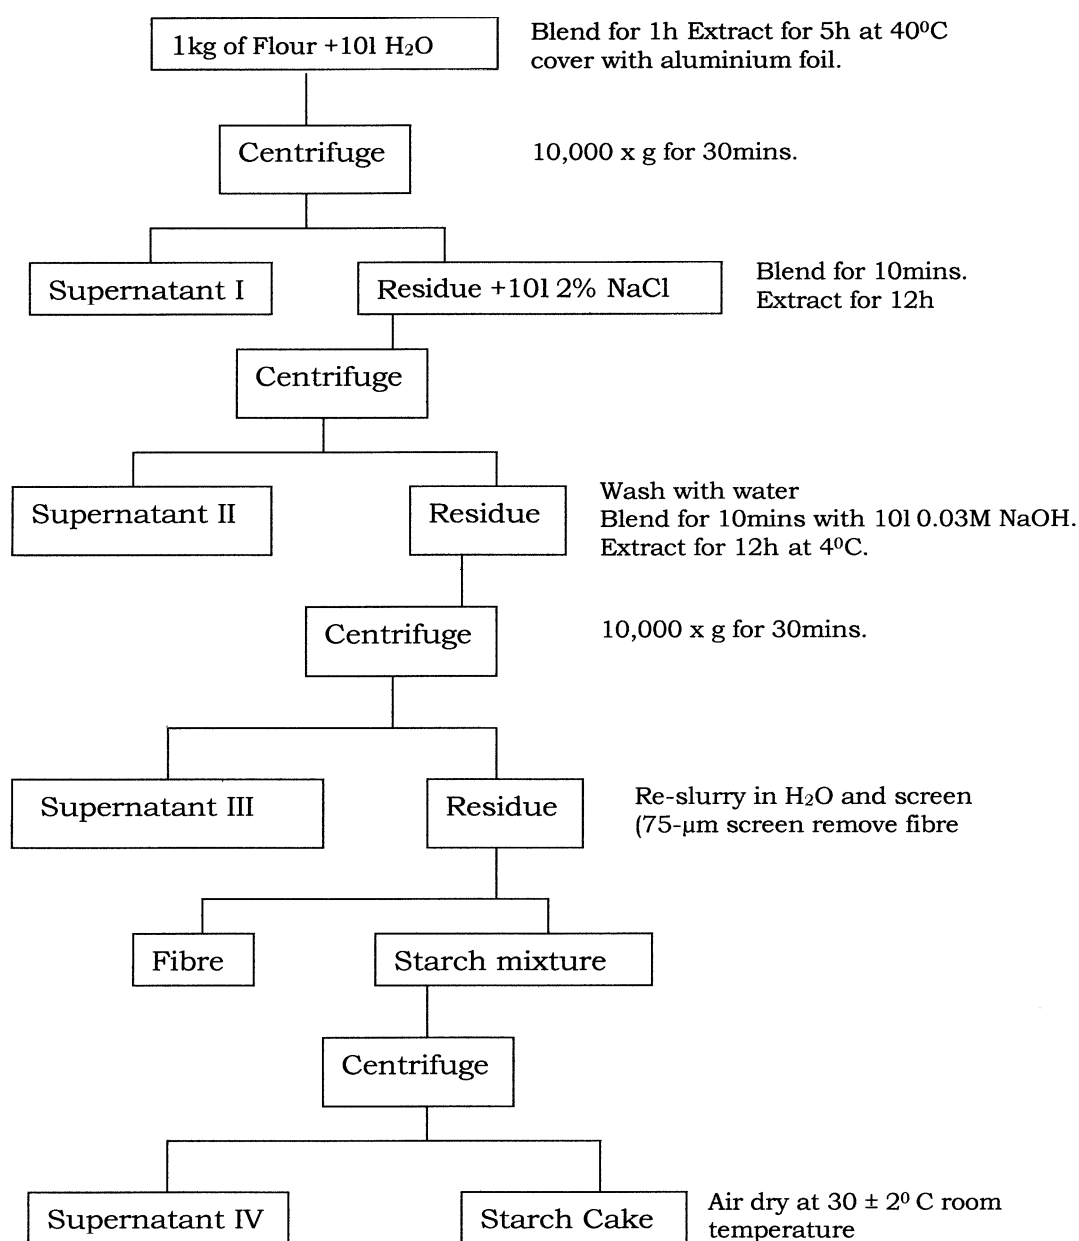 1kg of Flour +10l H₂O
Blend for 1h Extract for 5h at 40⁰C
cover with aluminium foil.
Centrifuge
10,000 x g for 30mins.
Supernatant I
Residue +10l 2% NaCl
Blend for 10mins.
Extract for 12h
Centrifuge
Supernatant II
Residue
Wash with water
Blend for 10mins with 10l 0.03M NaOH.
Extract for 12h at 4⁰C.
Centrifuge
10,000 x g for 30mins.
Supernatant III
Residue
Re-slurry in H₂O and screen
(75-µm screen remove fibre
Fibre
Starch mixture
Centrifuge
Supernatant IV
Starch Cake
Air dry at 30 ± 2⁰ C room
temperature